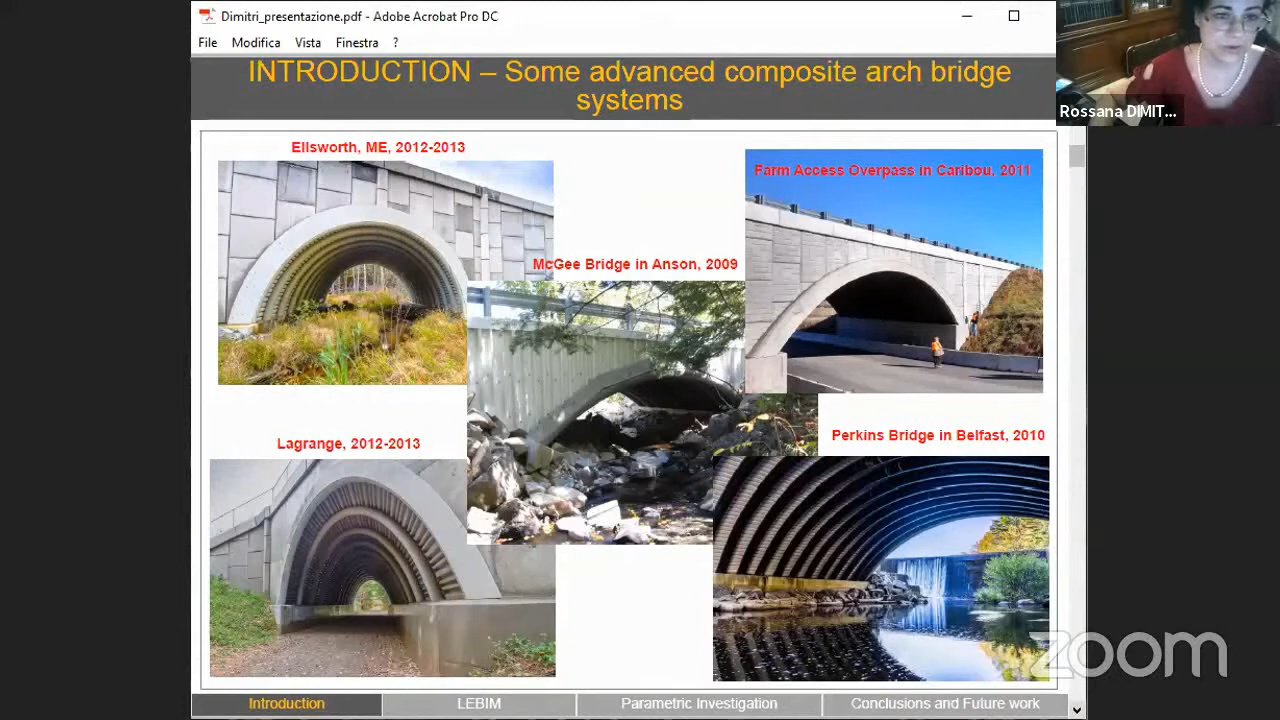 Dimitri_presentazione.pdf - Adobe Acrobat Pro DC
File Modifica Vista Finestra ?
INTRODUCTION – Some advanced composite arch bridge
systems
Rossana DIMIT...
Ellsworth, ME, 2012-2013
Farm Access Overpass in Caribou, 2011
McGee Bridge in Anson, 2009
Lagrange, 2012-2013
Perkins Bridge in Belfast, 2010
zoom
Introduction LEBIM Parametric Investigation Conclusions and Future work